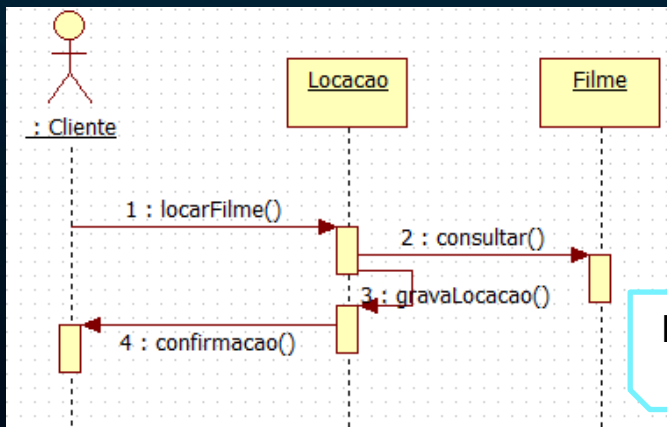 : Cliente
Locacao
Filme
1 : locarFilme()
2 : consultar()
3 : gravaLocacao()
4 : confirmacao()